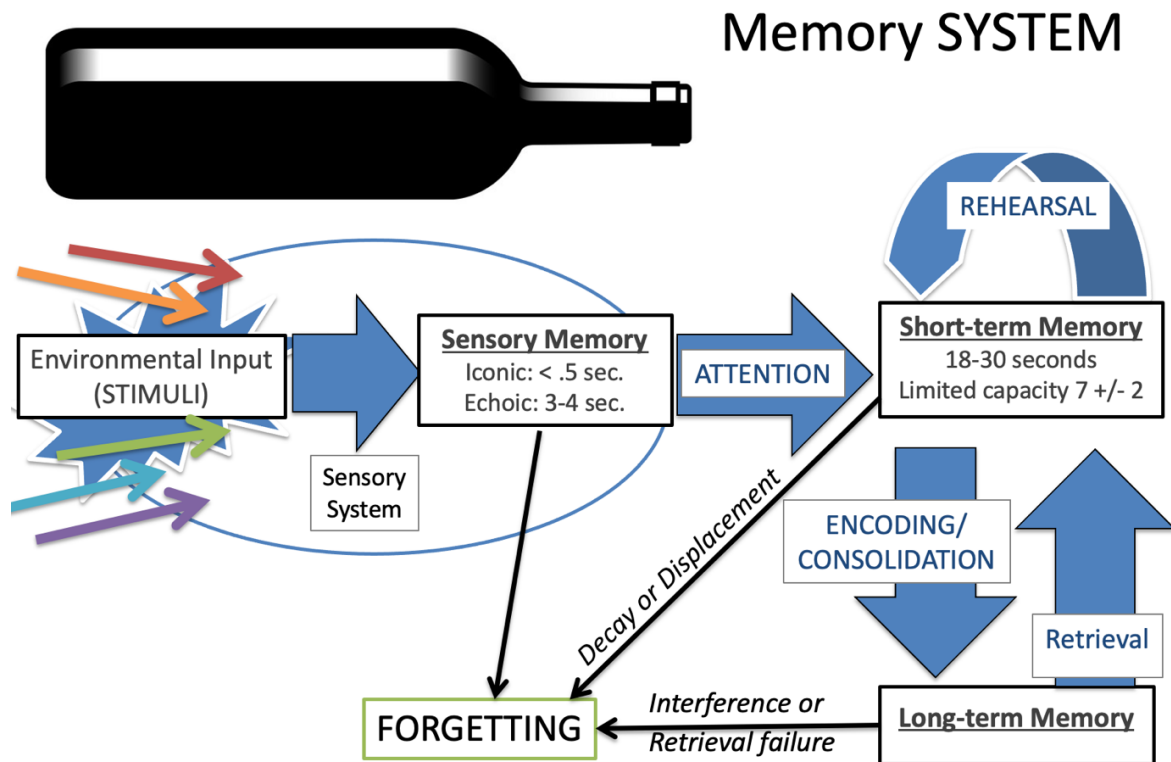 Memory SYSTEM
REHEARSAL
Environmental Input
(STIMULI)
Sensory Memory
Iconic: < .5 sec.
Echoic: 3-4 sec.
ATTENTION
Short-term Memory
18-30 seconds
Limited capacity 7 +/- 2
Sensory
System
Decay or Displacement
ENCODING/
CONSOLIDATION
Retrieval
FORGETTING
Interference or
Retrieval failure
Long-term Memory